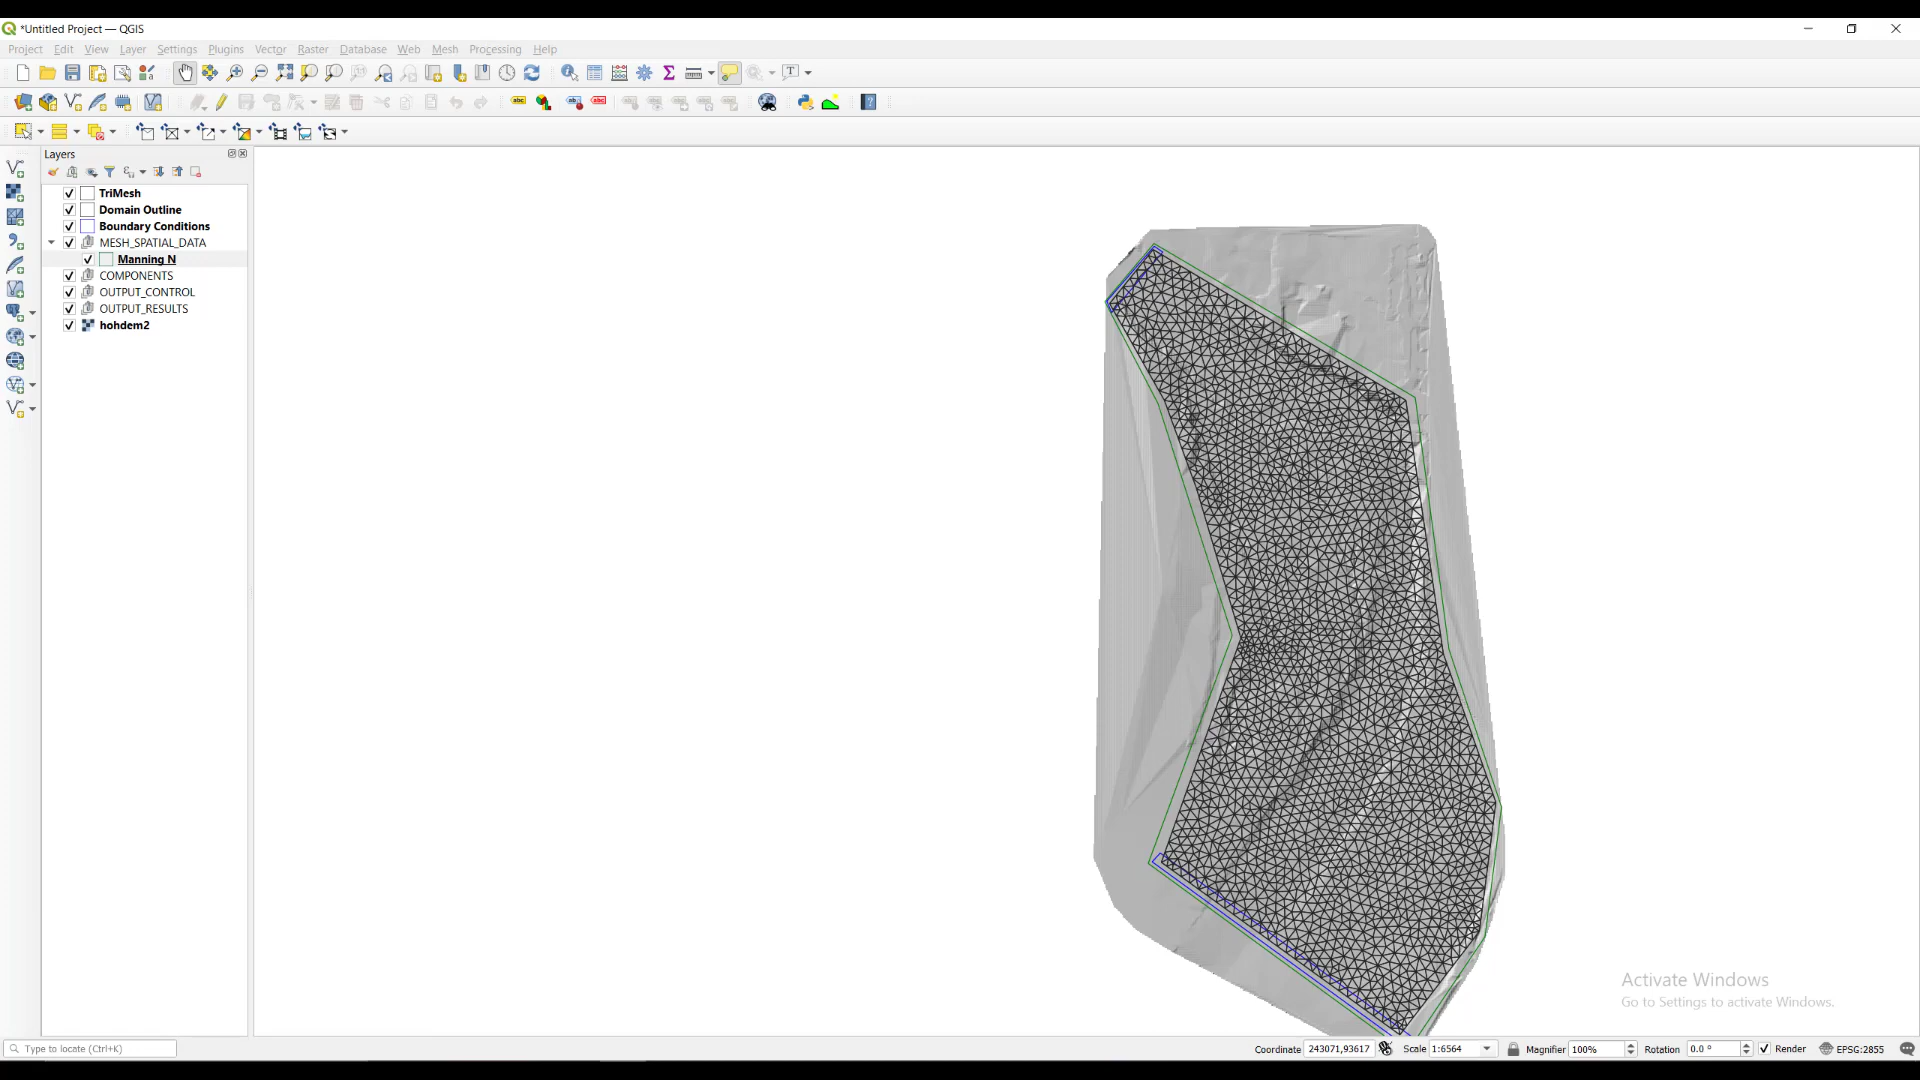 *Untitled Project — QGIS
Project Edit View Layer Settings Plugins Vector Raster Database Web Mesh Processing Help
Layers
TriMesh
Domain Outline
Boundary Conditions
MESH_SPATIAL_DATA
Manning N
COMPONENTS
OUTPUT_CONTROL
OUTPUT_RESULTS
hohdem2
Activate Windows
Go to Settings to activate Windows.
Type to locate (Ctrl+K) Coordinate 243071,93617 Scale 1:6564 Magnifier 100% Rotation 0.0 ° Render EPSG:2855